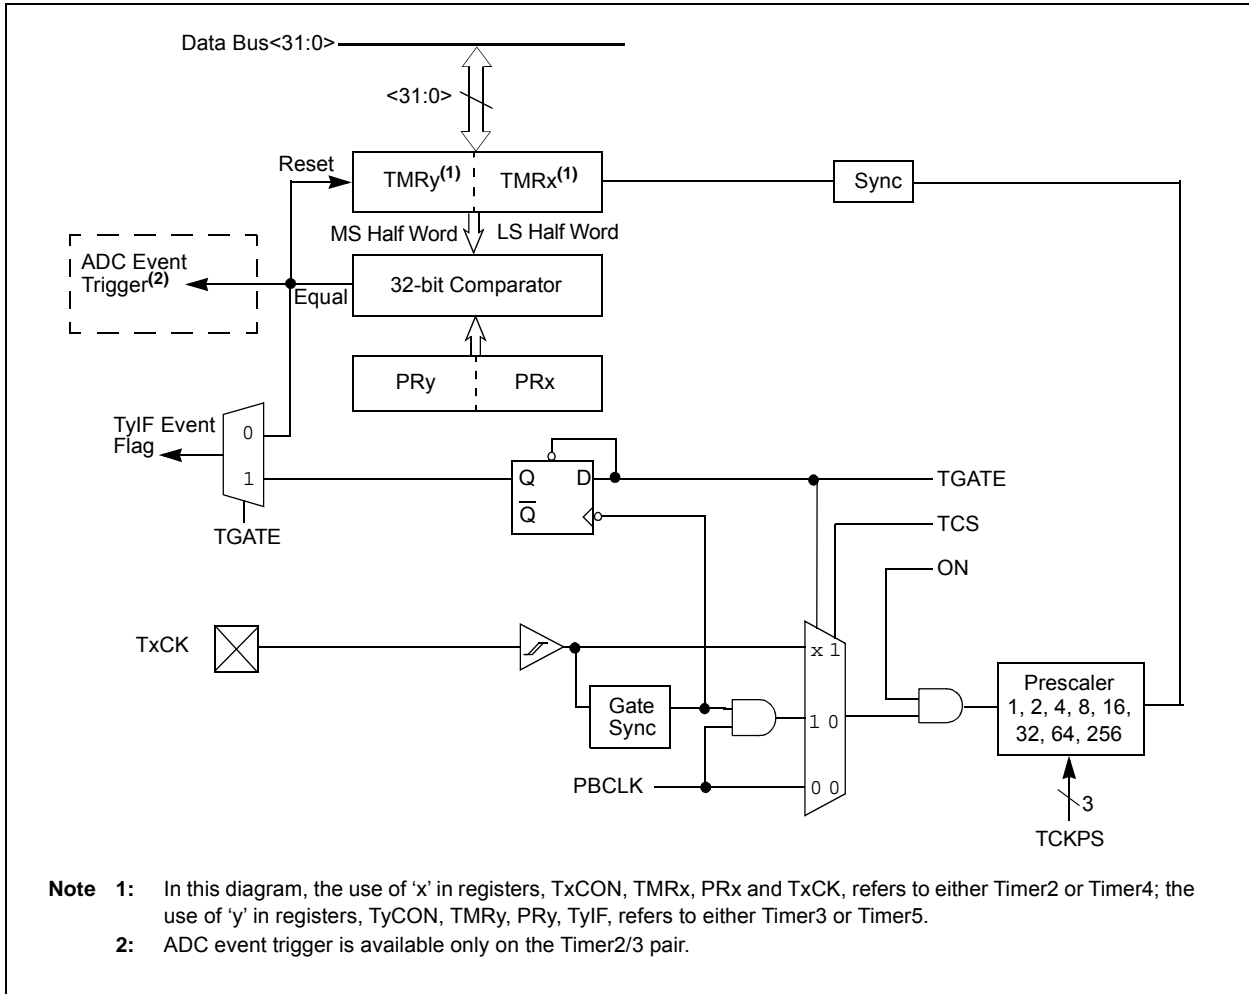 Data Bus<31:0>
<31:0>
Reset
TMRy(1)
TMRx(1)
Sync
MS Half Word
LS Half Word
ADC Event
Trigger(2)
Equal
32-bit Comparator
PRy
PRx
TyIF Event
Flag
0
1
TGATE
Q
D
Q
TGATE
TCS
ON
TxCK
x 1
Gate
Sync
1 0
Prescaler
1, 2, 4, 8, 16,
32, 64, 256
PBCLK
0 0
3
TCKPS
Note 1: In this diagram, the use of ‘x’ in registers, TxCON, TMRx, PRx and TxCK, refers to either Timer2 or Timer4; the
use of ‘y’ in registers, TyCON, TMRy, PRy, TyIF, refers to either Timer3 or Timer5.
2: ADC event trigger is available only on the Timer2/3 pair.